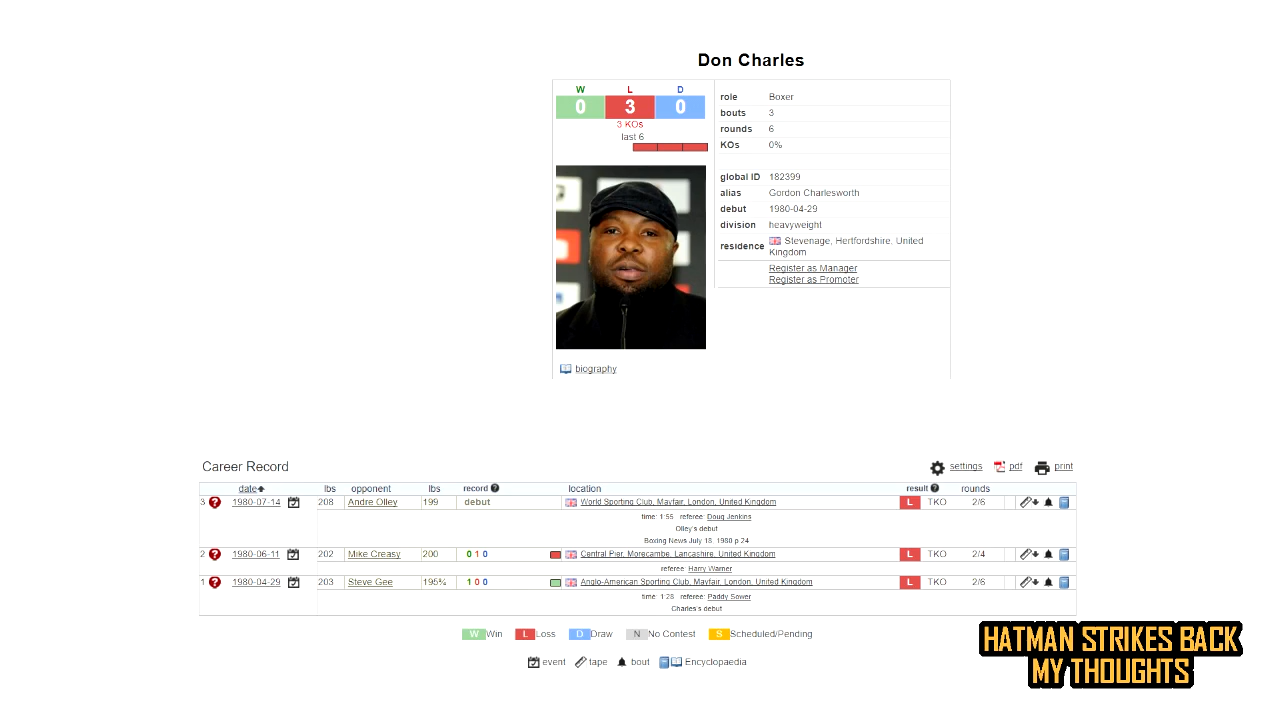 Don Charles
W L D
0 3 0
3 KOs
last 6
role Boxer
bouts 3
rounds 6
KOs 0%
global ID 182399
alias Gordon Charlesworth
debut 1980-04-29
division heavyweight
residence Stevenage, Hertfordshire, United
Kingdom
Register as Manager
Register as Promoter
biography
Career Record settings pdf print
date lbs opponent lbs record ? location result ? rounds
3 ? 1980-07-14 208 Andre Olley 199 debut World Sporting Club, Mayfair, London, United Kingdom L TKO 2/6
time: 1:55 referee: Doug Jenkins
Olley's debut
Boxing News July 18, 1980 p 24
2 ? 1980-06-11 202 Mike Creasy 200 0 1 0 Central Pier, Morecambe, Lancashire, United Kingdom L TKO 2/4
referee: Harry Warner
1 ? 1980-04-29 203 Steve Gee 195¾ 1 0 0 Anglo-American Sporting Club, Mayfair, London, United Kingdom L TKO 2/6
time: 1:28 referee: Paddy Sower
Charles's debut
W Win L Loss D Draw N No Contest S Scheduled/Pending
event tape bout Encyclopaedia
HATMAN STRIKES BACK
MY THOUGHTS